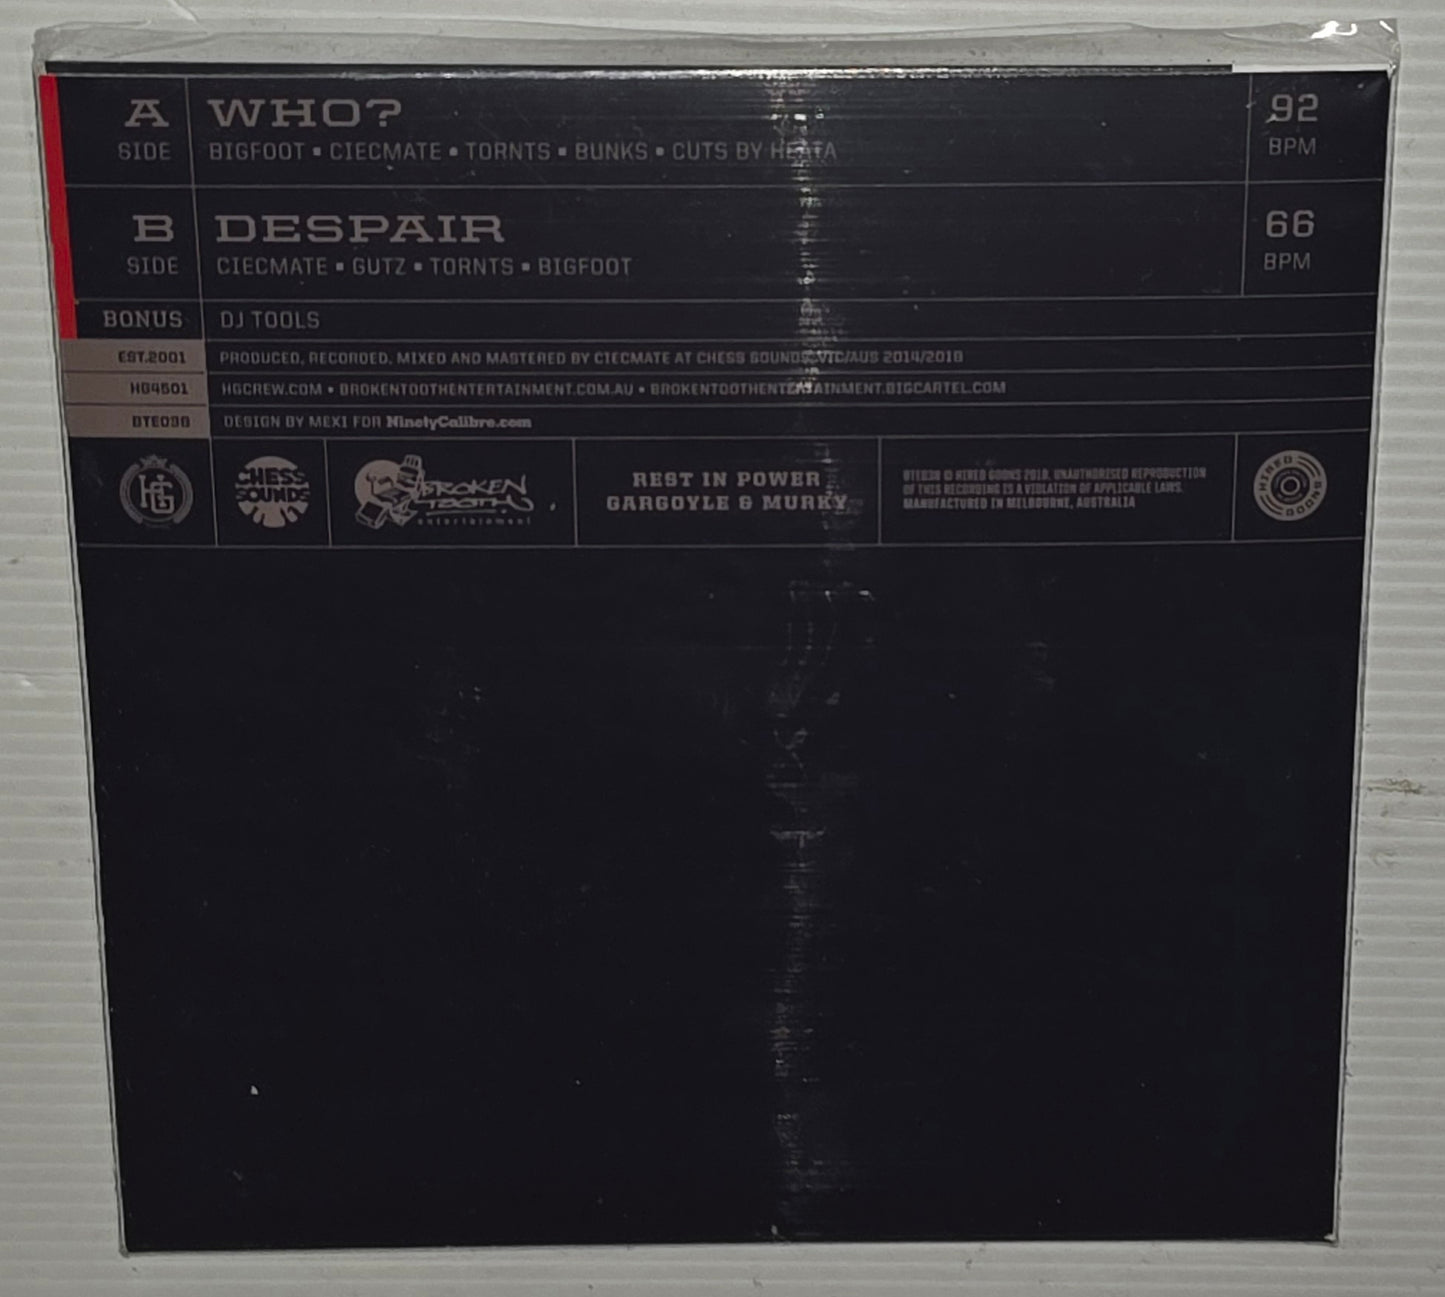 A SIDE WHO? 92 BPM
BIGFOOT ▪ CIECMATE ▪ TORNTS ▪ BUNKS ▪ CUTS BY HEATA
B SIDE DESPAIR 66 BPM
CIECMATE ▪ GUTZ ▪ TORNTS ▪ BIGFOOT
BONUS DJ TOOLS
EST.2001 PRODUCED, RECORDED, MIXED AND MASTERED BY CIECMATE AT CHESS SOUNDS, VIC/AUS 2014/2018
HG4501 HGCREW.COM ▪ BROKENTOOTHENTERTAINMENT.COM.AU ▪ BROKENTOOTHENTERTAINMENT.BIGCARTEL.COM
BTE038 DESIGN BY MEXI FOR NinetyCalibre.com
HG
CHESS
SOUNDS
BROKEN
TOOTH
entertainment
REST IN POWER
GARGOYLE & MURKY
BTE038 © HIRED GOONS 2018. UNAUTHORISED REPRODUCTION
OF THIS RECORDING IS A VIOLATION OF APPLICABLE LAWS.
MANUFACTURED IN MELBOURNE, AUSTRALIA
HIRED GOONS